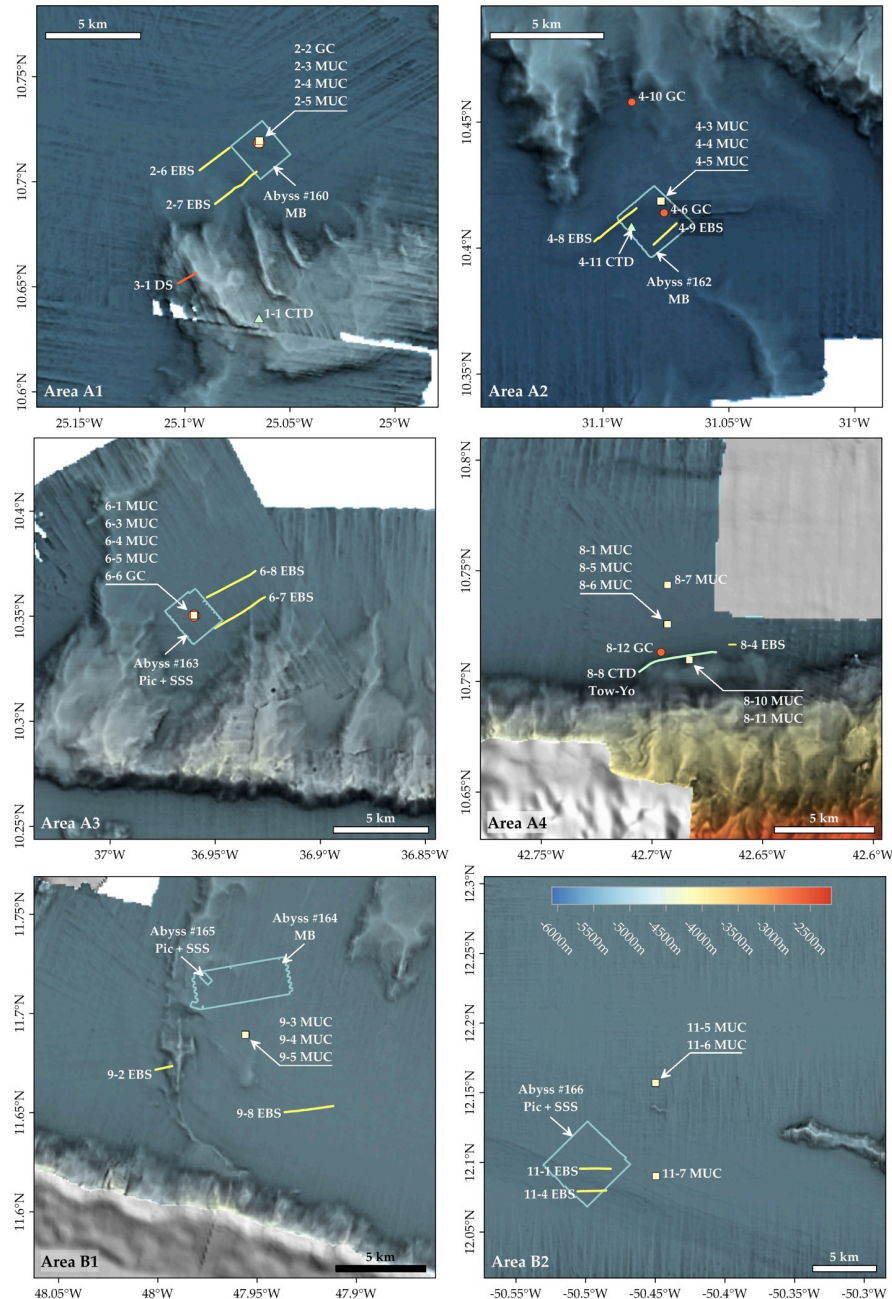 5 km
2-2 GC
2-3 MUC
2-4 MUC
2-5 MUC
2-6 EBS
2-7 EBS
Abyss #160
MB
3-1 DS
1-1 CTD
Area A1
10.75°N
10.7°N
10.65°N
10.6°N
25.15°W
25.1°W
25.05°W
25°W
5 km
4-10 GC
4-3 MUC
4-4 MUC
4-5 MUC
4-6 GC
4-8 EBS
4-9 EBS
4-11 CTD
Abyss #162
MB
Area A2
10.45°N
10.4°N
10.35°N
31.1°W
31.05°W
31°W
6-1 MUC
6-3 MUC
6-4 MUC
6-5 MUC
6-6 GC
6-8 EBS
6-7 EBS
Abyss #163
Pic + SSS
Area A3
5 km
10.4°N
10.35°N
10.3°N
10.25°N
37°W
36.95°W
36.9°W
36.85°W
8-1 MUC
8-5 MUC
8-6 MUC
8-7 MUC
8-12 GC
8-4 EBS
8-8 CTD
Tow-Yo
8-10 MUC
8-11 MUC
Area A4
5 km
10.8°N
10.75°N
10.7°N
10.65°N
42.75°W
42.7°W
42.65°W
42.6°W
Abyss #165
Pic + SSS
Abyss #164
MB
9-3 MUC
9-4 MUC
9-5 MUC
9-2 EBS
9-8 EBS
Area B1
5 km
11.75°N
11.7°N
11.65°N
11.6°N
48.05°W
48°W
47.95°W
47.90°W
-6000m
-5500m
-5000m
-4500m
-4000m
-3500m
-3000m
-2500m
11-5 MUC
11-6 MUC
Abyss #166
Pic + SSS
11-1 EBS
11-4 EBS
11-7 MUC
Area B2
5 km
12.3°N
12.25°N
12.2°N
12.15°N
12.1°N
12.05°N
-50.55°W
-50.5°W
-50.45°W
-50.4°W
-50.35°W
-50.3°W